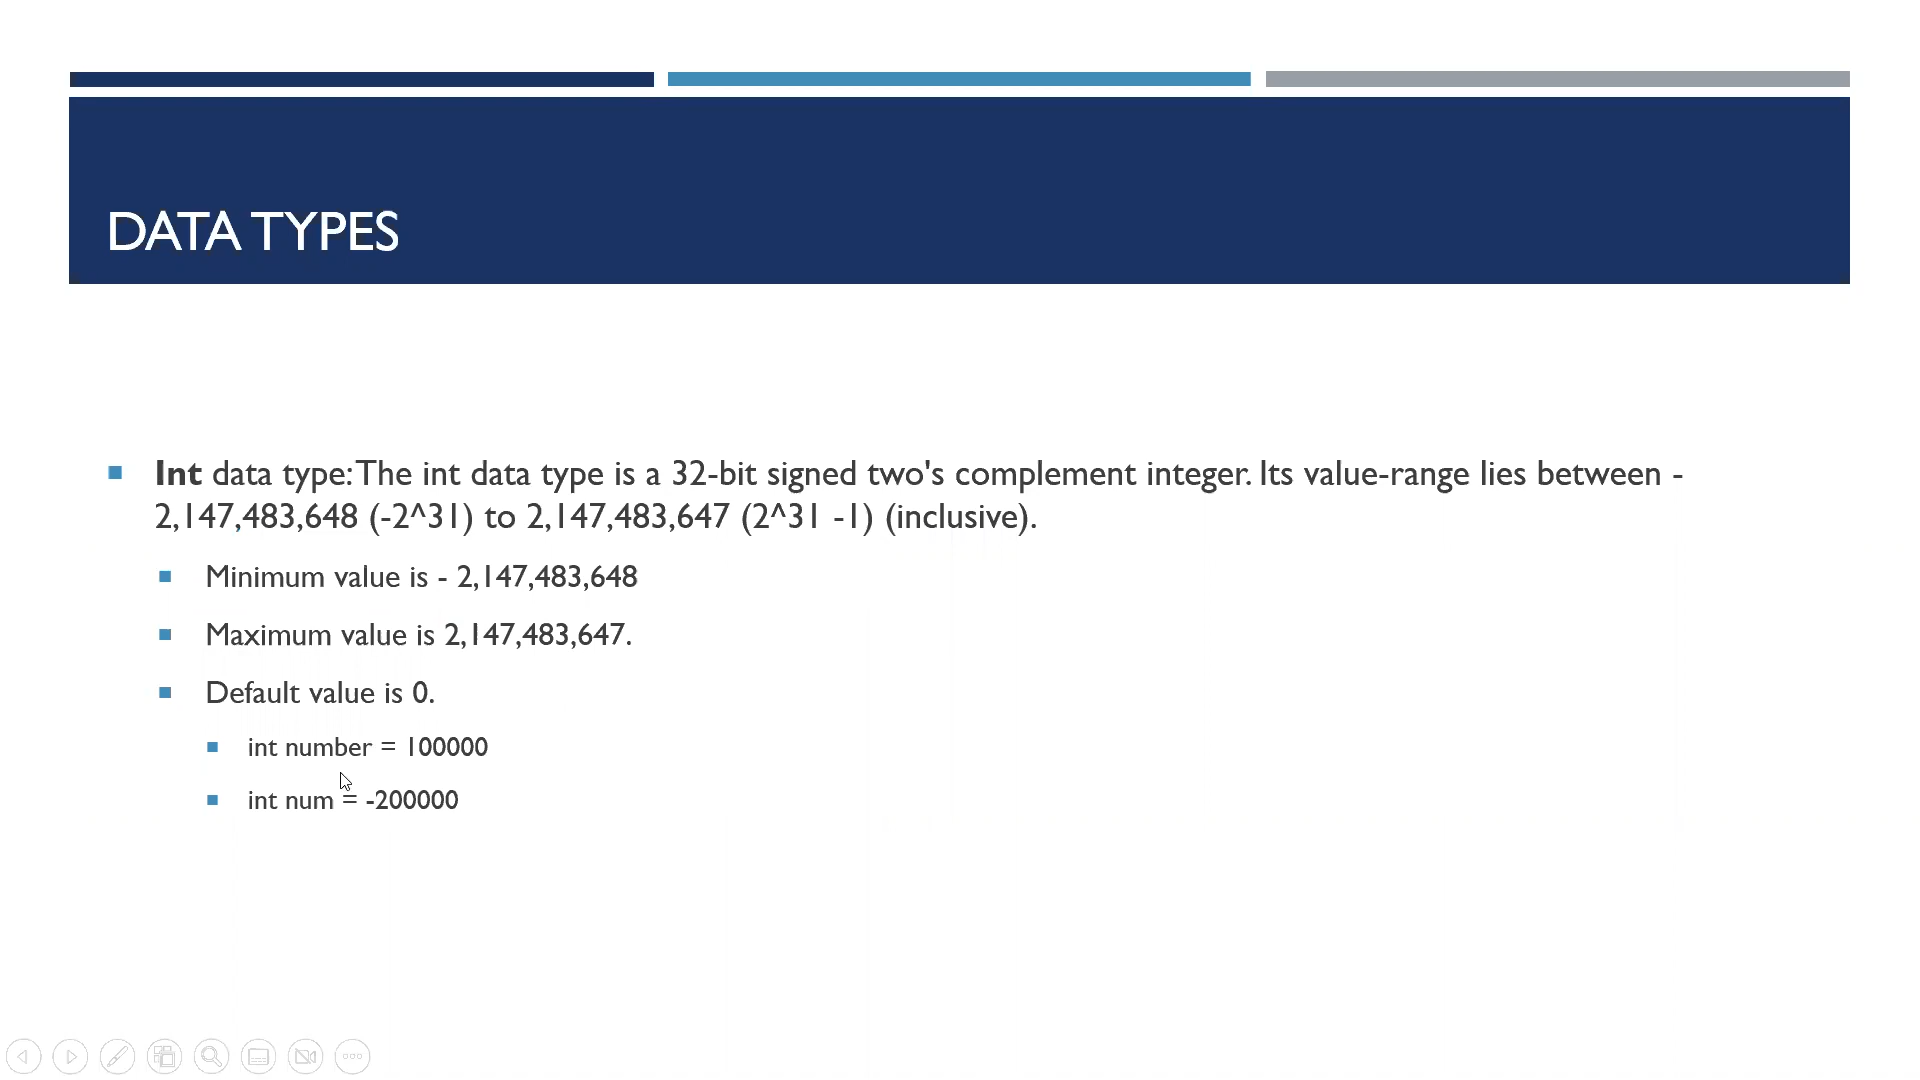 DATA TYPES
Int data type: The int data type is a 32-bit signed two's complement integer. Its value-range lies between -
2,147,483,648 (-2^31) to 2,147,483,647 (2^31 -1) (inclusive).
Minimum value is - 2,147,483,648
Maximum value is 2,147,483,647.
Default value is 0.
int number = 100000
int num = -200000